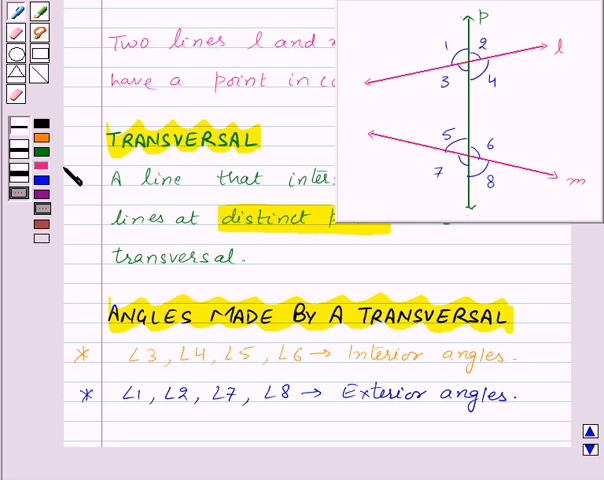 Two lines l and
have a point in
TRANSVERSAL
A line that
lines at distinct
transversal.
ANGLES MADE BY A TRANSVERSAL
* ∠3, ∠4, ∠5, ∠6 → Interior angles.
* ∠1, ∠2, ∠7, ∠8 → Exterior angles.
p
1 2 l
3 4
5 6
7 8 m